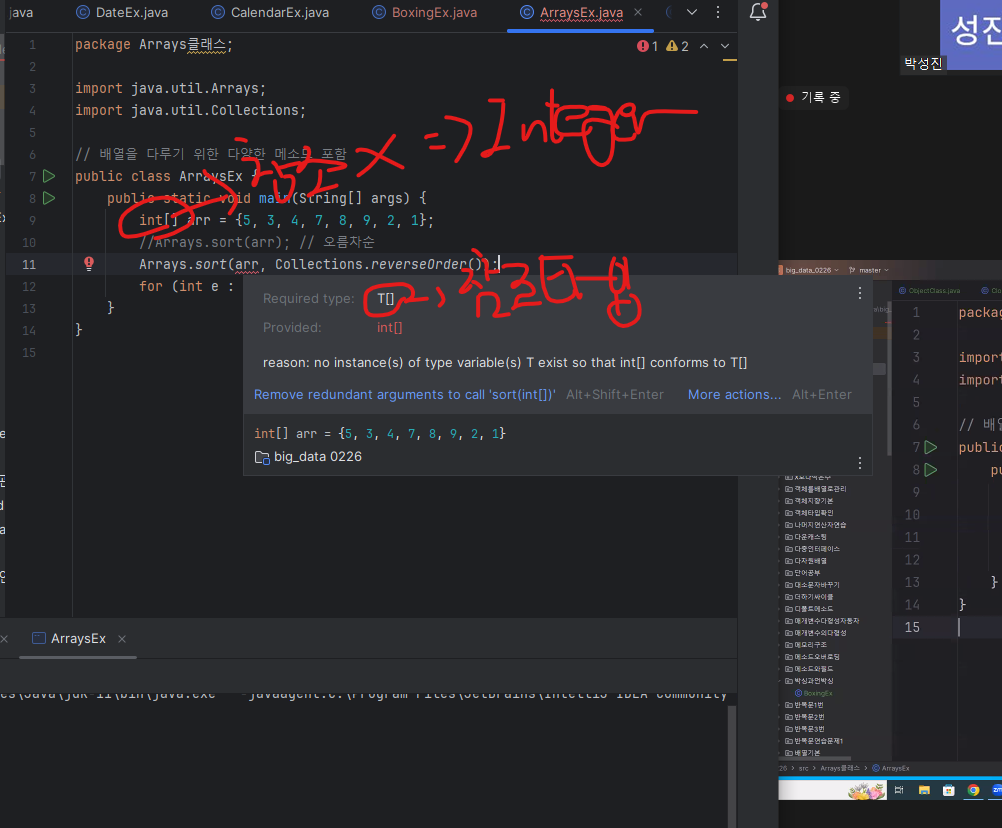 java
DateEx.java
CalendarEx.java
BoxingEx.java
ArraysEx.java
1 package Arrays클래스;
1 2
2
3 import java.util.Arrays;
4 import java.util.Collections;
5
6 // 배열을 다루기 위한 다양한 메소드 포함
7 public class ArraysEx {
8 public static void main(String[] args) {
9 int[] arr = {5, 3, 4, 7, 8, 9, 2, 1};
10 //Arrays.sort(arr); // 오름차순
11 Arrays.sort(arr, Collections.reverseOrder());
12 for (int e :
13 }
14 }
15
=> Integer
참조타입
Required type: T[]
Provided: int[]
reason: no instance(s) of type variable(s) T exist so that int[] conforms to T[]
Remove redundant arguments to call 'sort(int[])' Alt+Shift+Enter More actions... Alt+Enter
int[] arr = {5, 3, 4, 7, 8, 9, 2, 1}
big_data 0226
ArraysEx
es\Java\jdk-11\bin\java.exe" "-javaagent:C:\Program Files\JetBrains\IntelliJ IDEA Community
성진
박성진
기록 중
big_data_0226 master
ObjectClass.java
1 packag
2
3 import
4 import
5
6 // 배열
7 public
8 pu
9
10
11
12
13 }
14 }
15
객체를배열로관리
객체지향기본
객체타입확인
나머지연산자연습
다운캐스팅
다중인터페이스
다차원배열
단어공부
대소문자바꾸기
더하기싸이클
디폴트메소드
매개변수다형성자동차
매개변수의다형성
메모리구조
메소드오버로딩
메소드와필드
박싱과언박싱
BoxingEx
반복문1번
반복문2번
반복문3번
반복문연습문제1
배열기본
26 > src > Arrays클래스 > ArraysEx